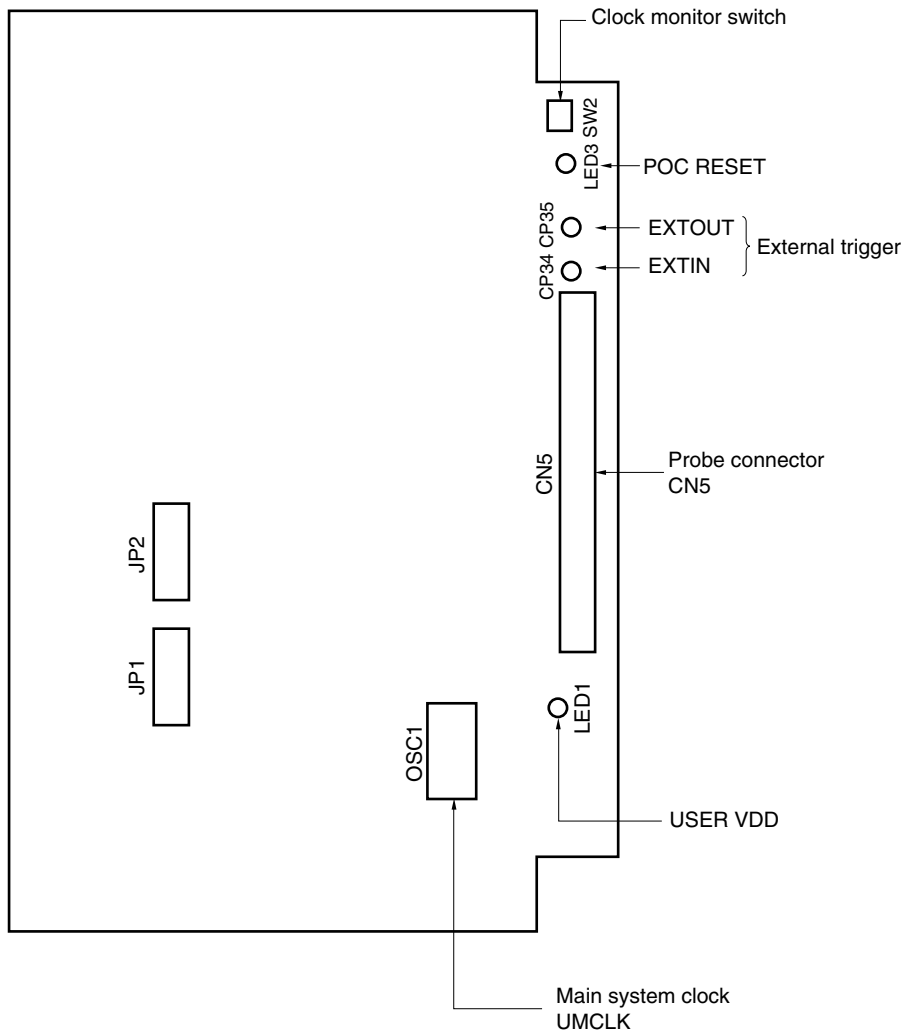 Clock monitor switch
SW2
LED3
POC RESET
CP35
EXTOUT
External trigger
CP34
EXTIN
CN5
Probe connector
CN5
JP2
JP1
OSC1
LED1
USER VDD
Main system clock
UMCLK